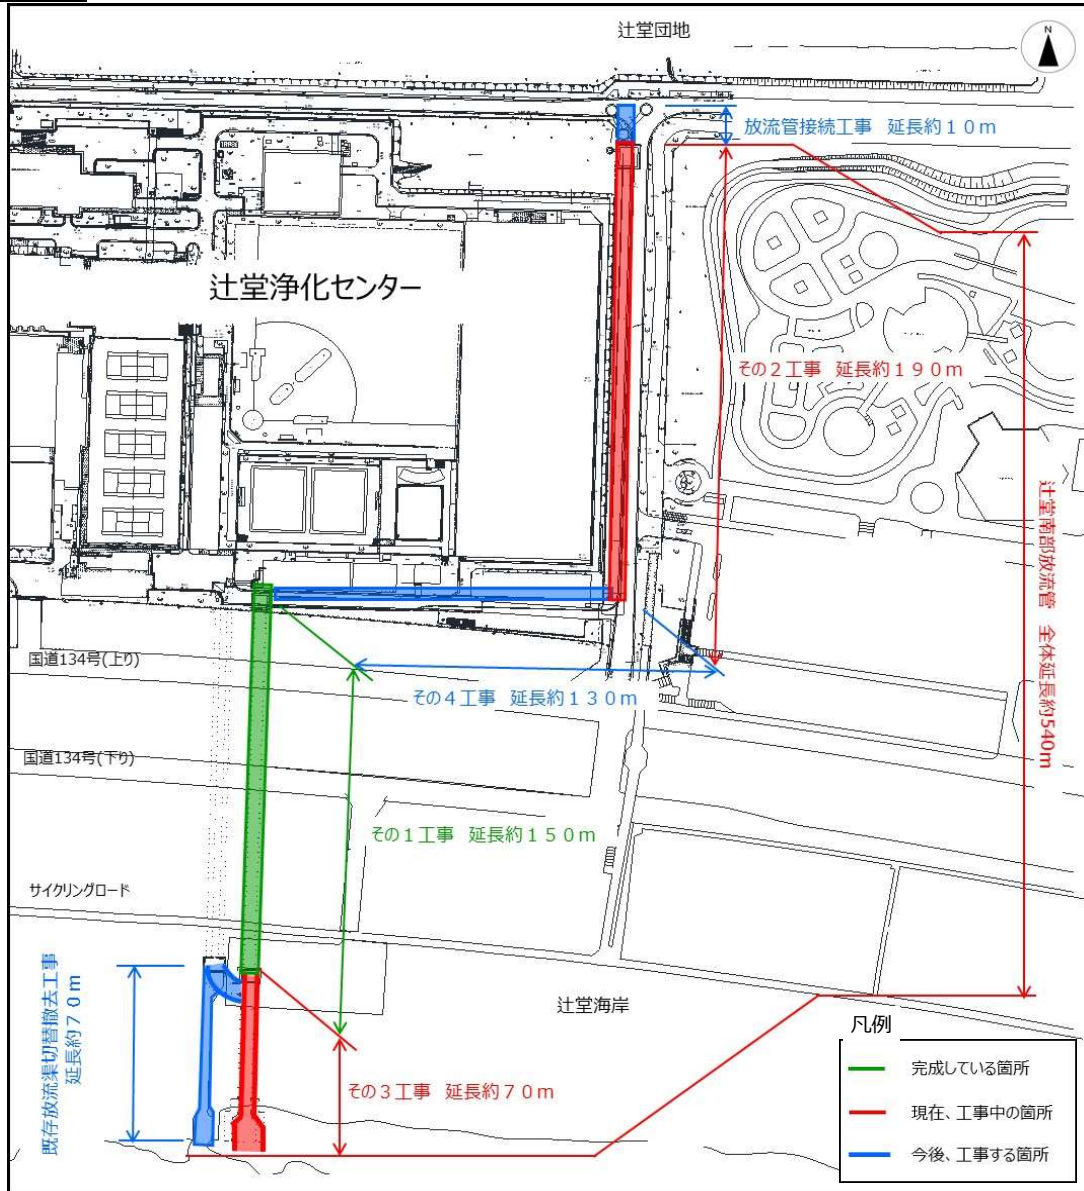 辻堂団地
N
放流管接続工事 延長約１０ｍ
辻堂浄化センター
その２工事 延長約１９０ｍ
辻堂南部放流管 全体延長約540m
国道134号(上り)
その４工事 延長約１３０ｍ
国道134号(下り)
その１工事 延長約１５０ｍ
サイクリングロード
既存放流渠切替撤去工事
延長約７０ｍ
辻堂海岸
その３工事 延長約７０ｍ
凡例
完成している箇所
現在、工事中の箇所
今後、工事する箇所